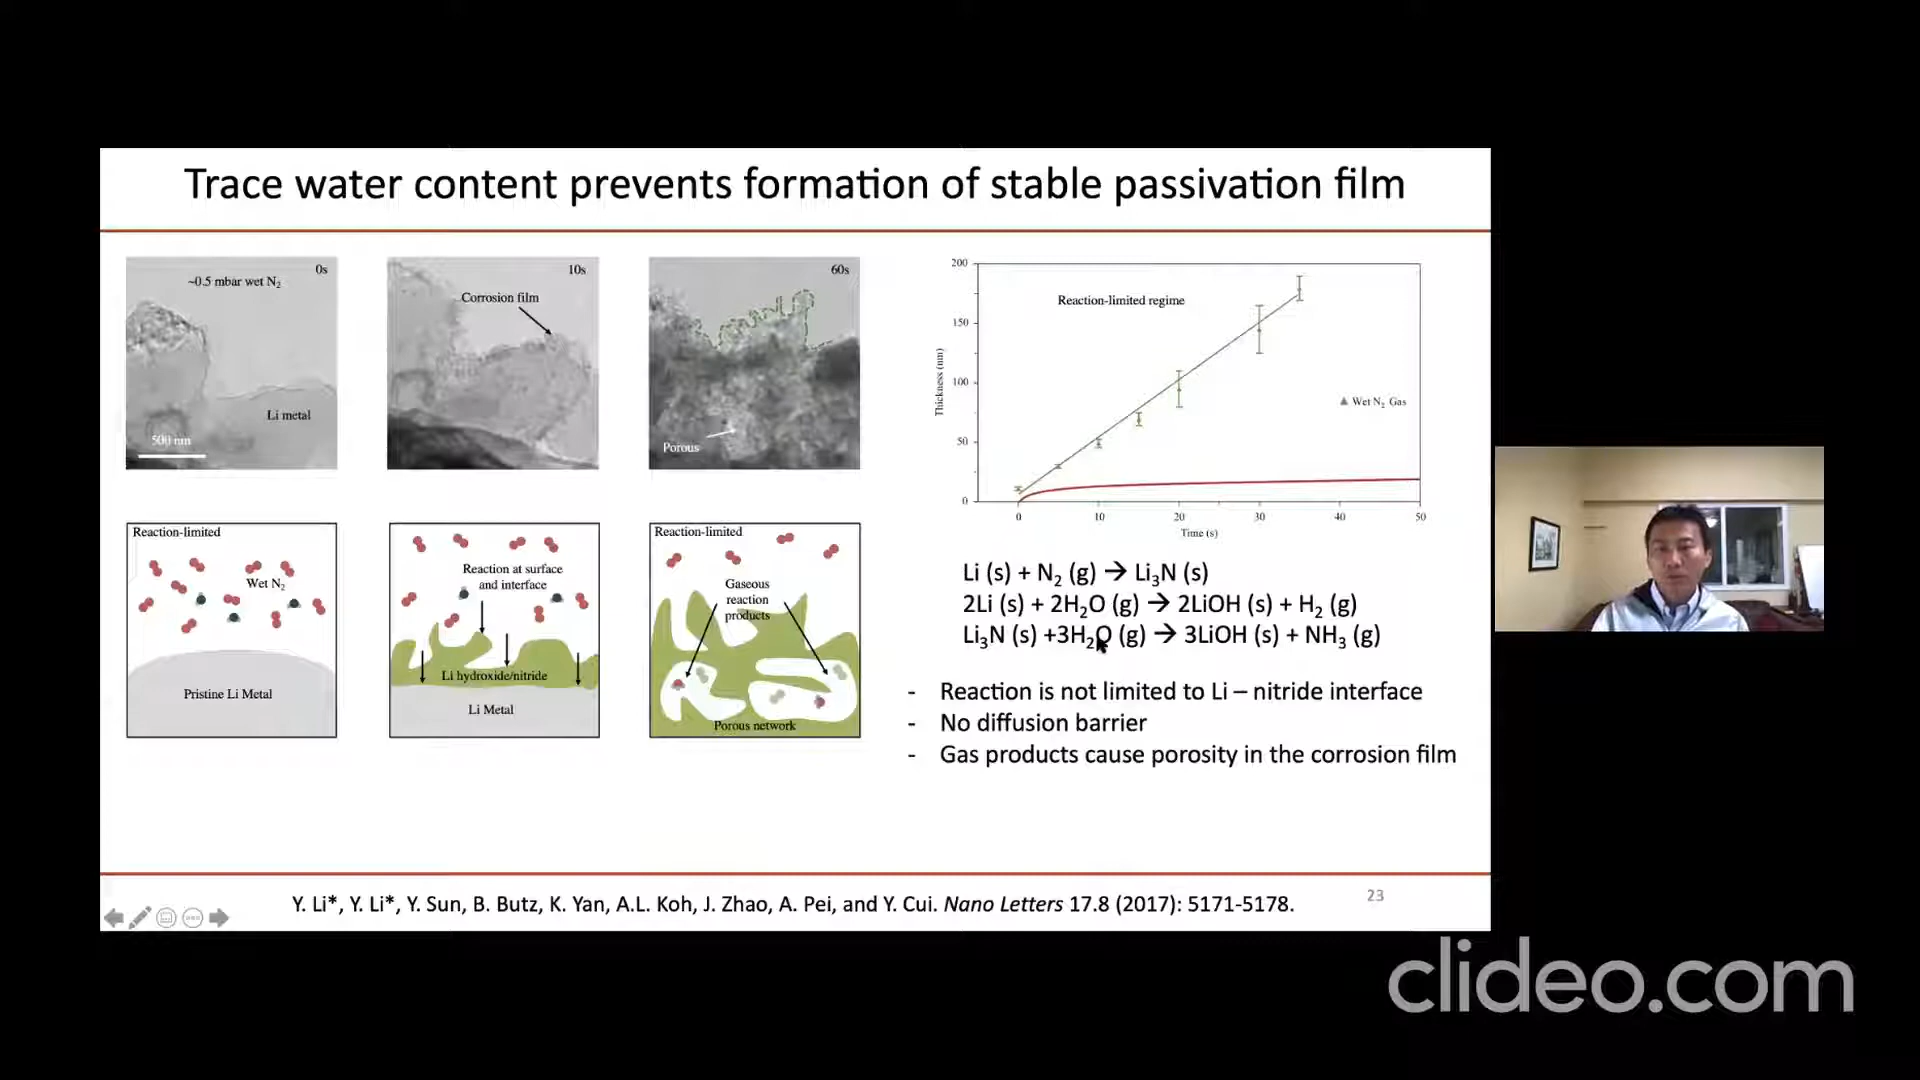 Trace water content prevents formation of stable passivation film
~0.5 mbar wet N₂
0s
Li metal
500 nm
10s
Corrosion film
60s
Porous
Reaction-limited
Wet N₂
Pristine Li Metal
Reaction at surface
and interface
Li hydroxide/nitride
Li Metal
Reaction-limited
Gaseous
reaction
products
Porous network
Thickness (nm)
200
150
100
50
0
Reaction-limited regime
Wet N₂ Gas
0 10 20 30 40 50
Time (s)
Li (s) + N₂ (g) → Li₃N (s)
2Li (s) + 2H₂O (g) → 2LiOH (s) + H₂ (g)
Li₃N (s) +3H₂O (g) → 3LiOH (s) + NH₃ (g)
- Reaction is not limited to Li – nitride interface
- No diffusion barrier
- Gas products cause porosity in the corrosion film
Y. Li*, Y. Li*, Y. Sun, B. Butz, K. Yan, A.L. Koh, J. Zhao, A. Pei, and Y. Cui. Nano Letters 17.8 (2017): 5171-5178.
23
clideo.com